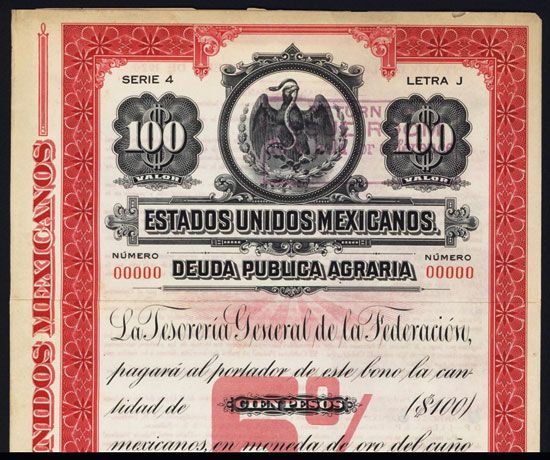 SERIE 4
LETRA J
100
VALOR
100
VALOR
ESTADOS UNIDOS MEXICANOS.
NÚMERO
00000
NÚMERO
00000
DEUDA PUBLICA AGRARIA
La Tesorería General de la Federación,
pagará al portador de este bono la can-
tidad de CIEN PESOS ($100)
mexicanos, en moneda de oro del cuño
5%
NIDOS MEXICANOS